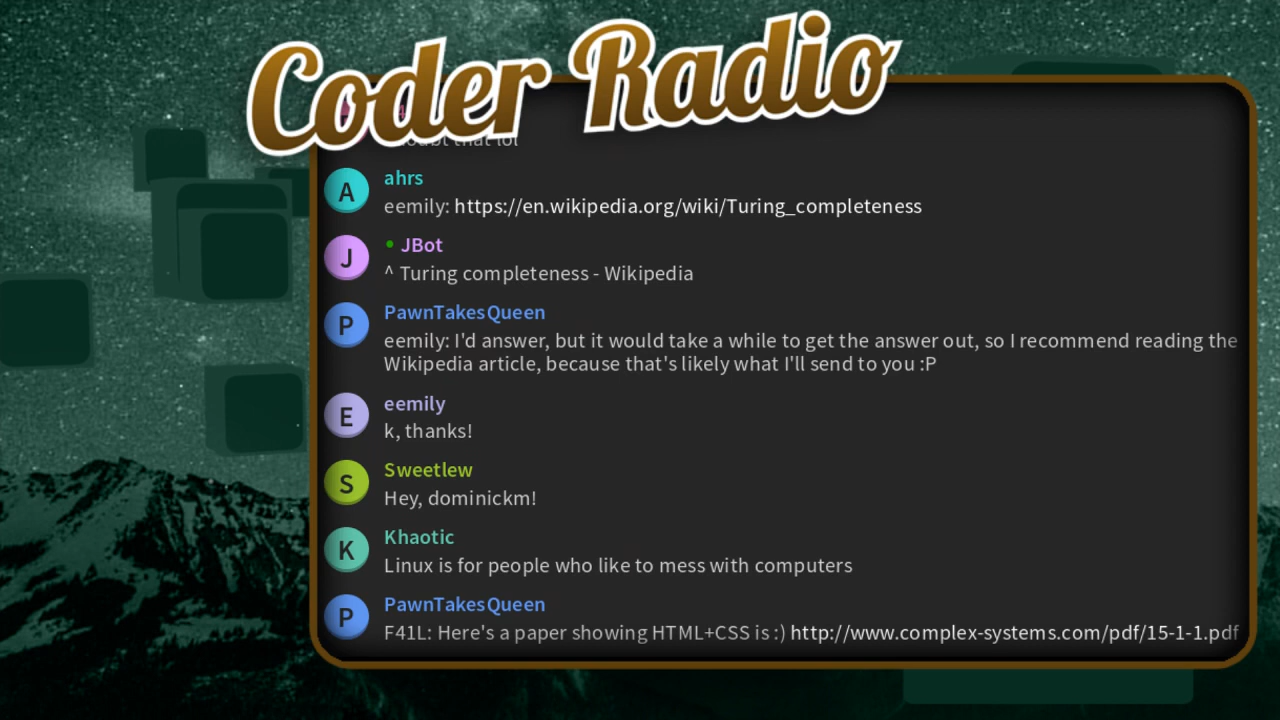 Coder Radio
doubt that lol
A
ahrs
eemily: https://en.wikipedia.org/wiki/Turing_completeness
J
JBot
^ Turing completeness - Wikipedia
P
PawnTakesQueen
eemily: I'd answer, but it would take a while to get the answer out, so I recommend reading the
Wikipedia article, because that's likely what I'll send to you :P
E
eemily
k, thanks!
S
Sweetlew
Hey, dominickm!
K
Khaotic
Linux is for people who like to mess with computers
P
PawnTakesQueen
F41L: Here's a paper showing HTML+CSS is :) http://www.complex-systems.com/pdf/15-1-1.pdf